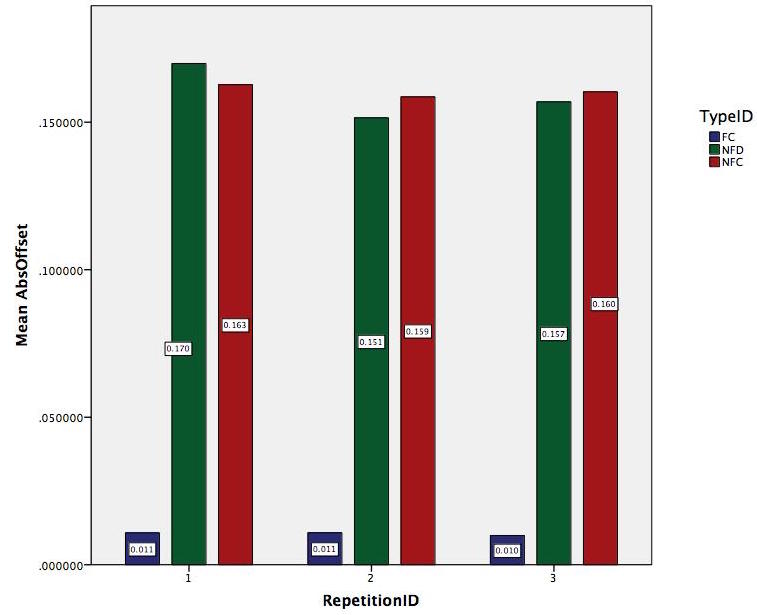 Mean AbsOffset
.150000
.100000
.050000
.000000
0.011
0.170
0.163
0.011
0.151
0.159
0.010
0.157
0.160
1
2
3
RepetitionID
TypeID
FC
NFD
NFC